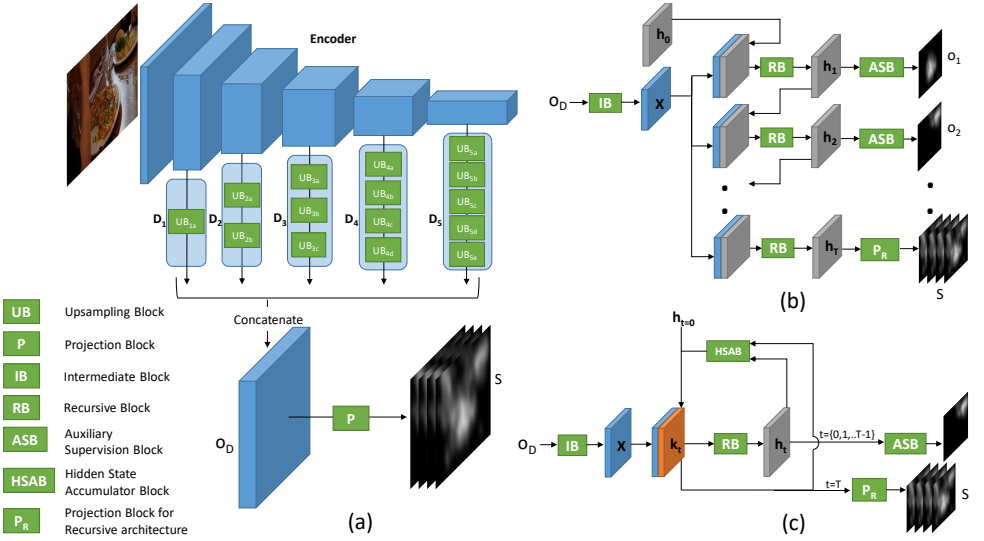 Encoder
D1
UB1a
D2
UB2a
UB2b
D3
UB3a
UB3b
UB3c
D4
UB4a
UB4b
UB4c
UB4d
D5
UB5a
UB5b
UB5c
UB5d
UB5e
Concatenate
OD
P
S
(a)
UB Upsampling Block
P Projection Block
IB Intermediate Block
RB Recursive Block
ASB Auxiliary
Supervision Block
HSAB Hidden State
Accumulator Block
PR Projection Block for
Recursive architecture
h0
OD
IB
X
RB
h1
ASB
O1
RB
h2
ASB
O2
RB
hT
PR
S
(b)
ht=0
HSAB
OD
IB
X
kt
RB
ht
t={0,1,..T-1}
ASB
t=T
PR
S
(c)